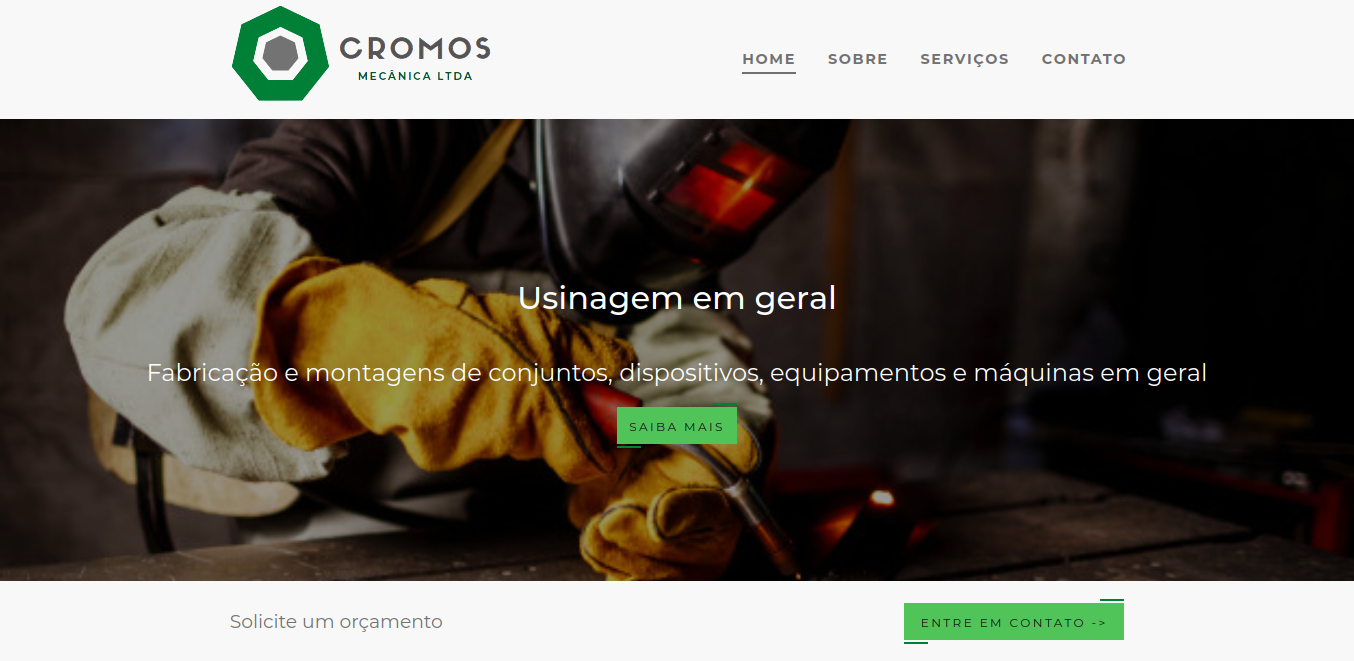 CROMOS
MECÂNICA LTDA
HOME SOBRE SERVIÇOS CONTATO
Usinagem em geral
Fabricação e montagens de conjuntos, dispositivos, equipamentos e máquinas em geral
SAIBA MAIS
Solicite um orçamento
ENTRE EM CONTATO ->